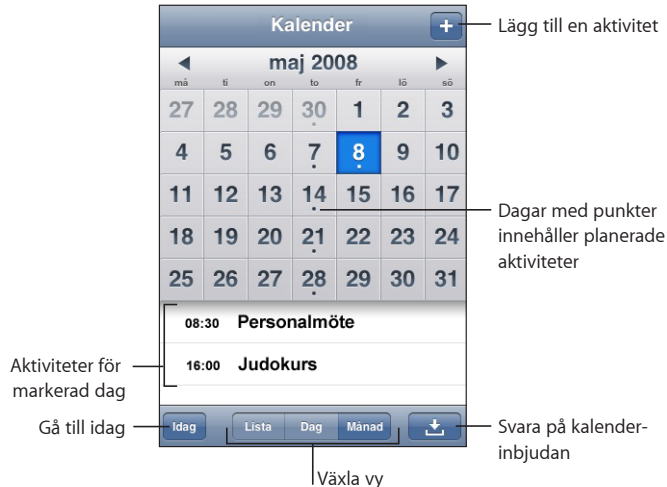 Kalender
+
Lägg till en aktivitet
maj 2008
må ti on to fr lö sö
27 28 29 30 1 2 3
4 5 6 7 8 9 10
11 12 13 14 15 16 17
18 19 20 21 22 23 24
25 26 27 28 29 30 31
Dagar med punkter
innehåller planerade
aktiviteter
08:30 Personalmöte
16:00 Judokurs
Aktiviteter för
markerad dag
Gå till idag
Idag
Lista Dag Månad
Svara på kalender-
inbjudan
Växla vy